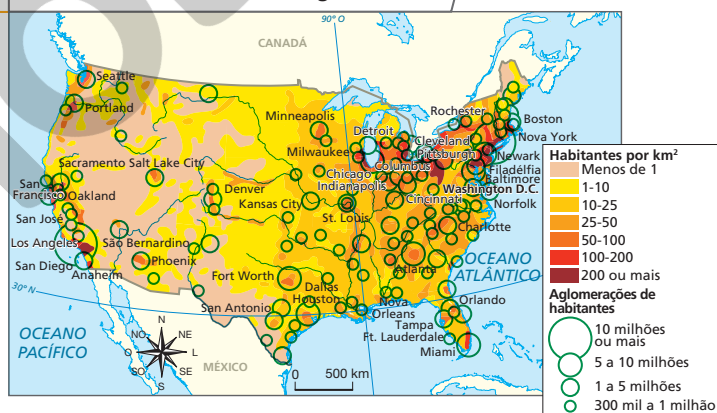 90º O
CANADÁ
Seattle
Portland
Minneapolis
Rochester
Boston
Detroit
Cleveland
Nova York
Milwaukee
Pittsburgh
Newark
Sacramento
Salt Lake City
Chicago
Columbus
Filadélfia
Baltimore
San Francisco
Oakland
Denver
Indianapolis
Washington D.C.
Kansas City
Cincinnati
Norfolk
San José
St. Louis
Charlotte
Los Angeles
São Bernardino
Phoenix
San Diego
Anaheim
Fort Worth
Atlanta
OCEANO
ATLÂNTICO
30º N
Dallas
Houston
San Antonio
Nova
Orleans
Orlando
Tampa
Ft. Lauderdale
Miami
OCEANO
PACÍFICO
N
NO
NE
O
L
SO
SE
S
MÉXICO
0
500 km
Habitantes por km²
Menos de 1
1-10
10-25
25-50
50-100
100-200
200 ou mais
Aglomerações de
habitantes
10 milhões
ou mais
5 a 10 milhões
1 a 5 milhões
300 mil a 1 milhão